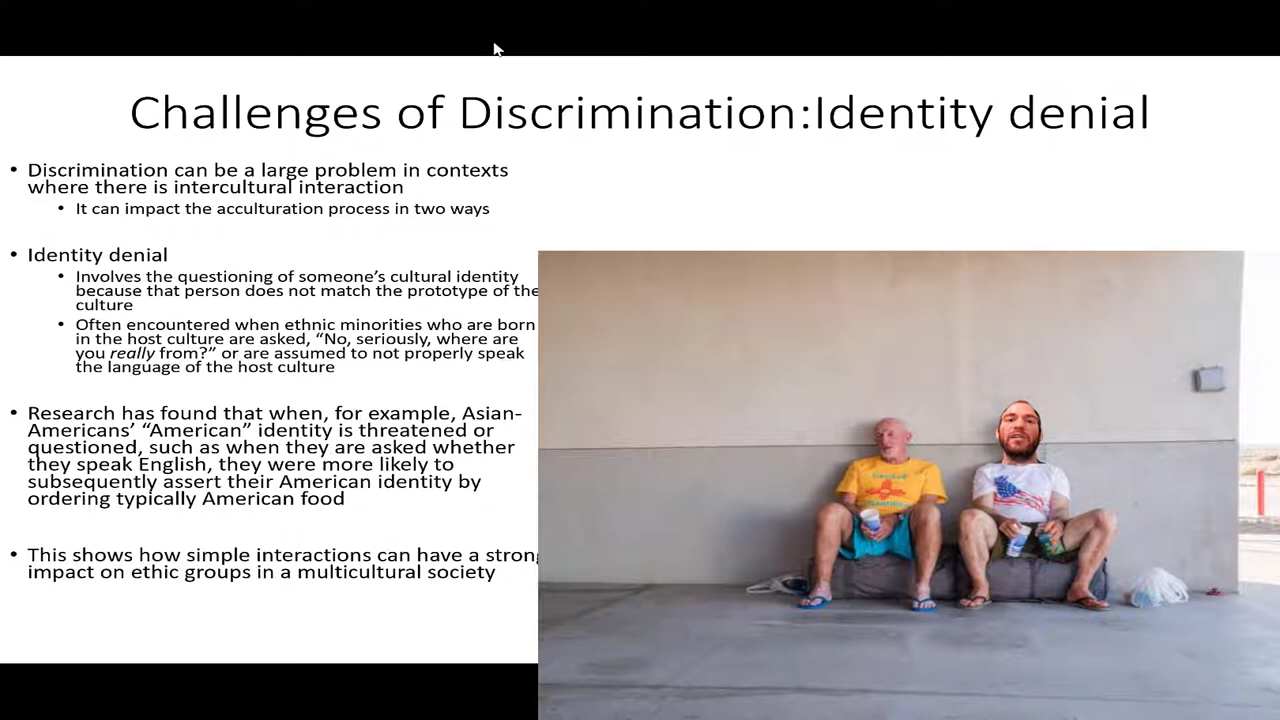 Challenges of Discrimination:Identity denial
• Discrimination can be a large problem in contexts
where there is intercultural interaction
• It can impact the acculturation process in two ways
• Identity denial
• Involves the questioning of someone’s cultural identity
because that person does not match the prototype of the
culture
• Often encountered when ethnic minorities who are born
in the host culture are asked, “No, seriously, where are
you really from?” or are assumed to not properly speak
the language of the host culture
• Research has found that when, for example, Asian-
Americans’ “American” identity is threatened or
questioned, such as when they are asked whether
they speak English, they were more likely to
subsequently assert their American identity by
ordering typically American food
• This shows how simple interactions can have a strong
impact on ethic groups in a multicultural society